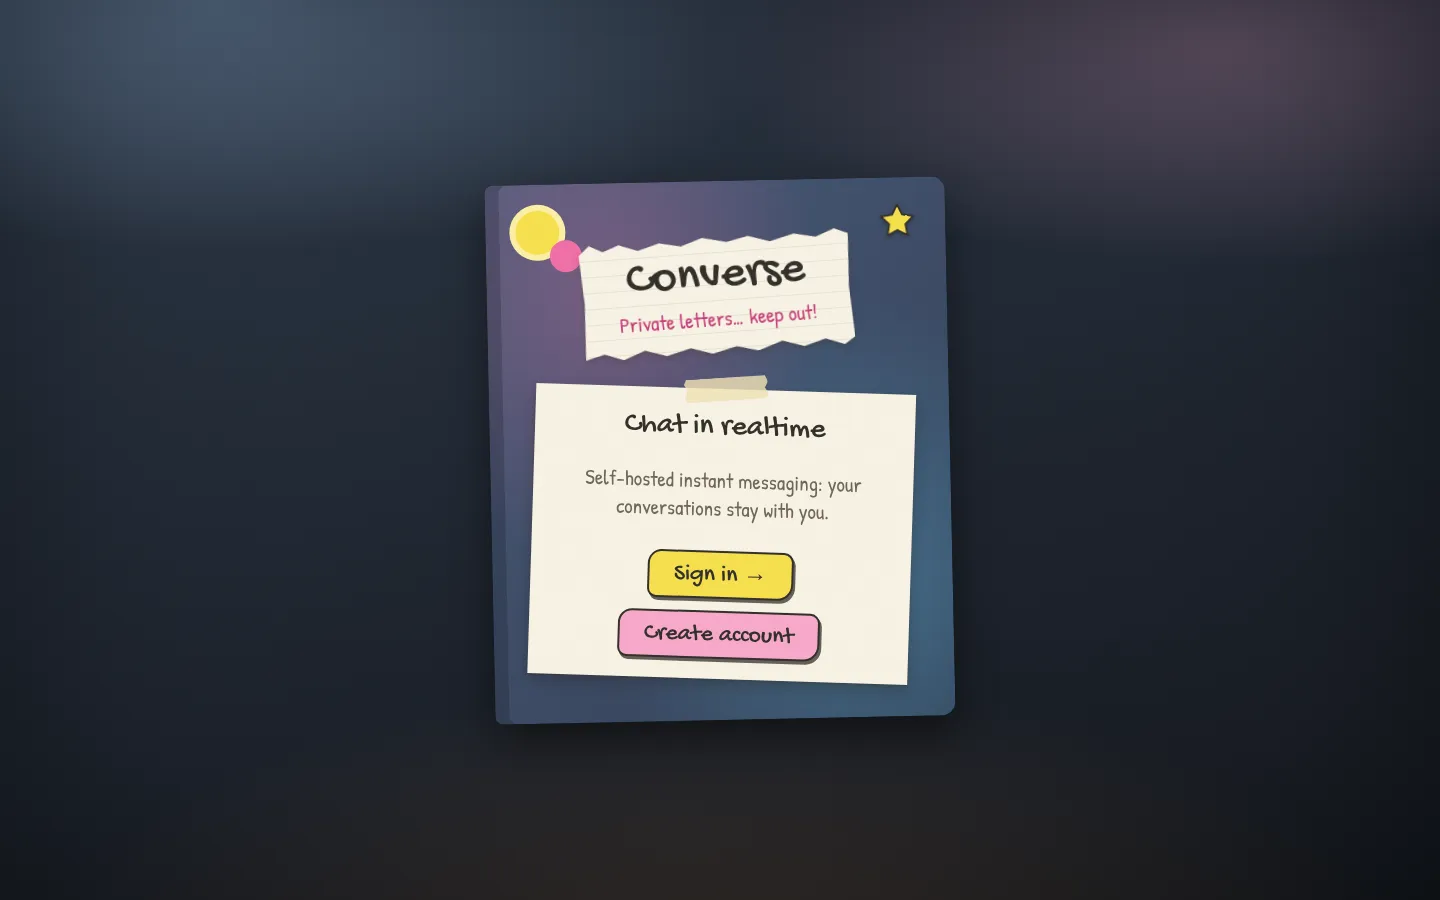 Converse
Private letters... keep out!
Chat in realtime
Self-hosted instant messaging: your
conversations stay with you.
Sign in →
Create account